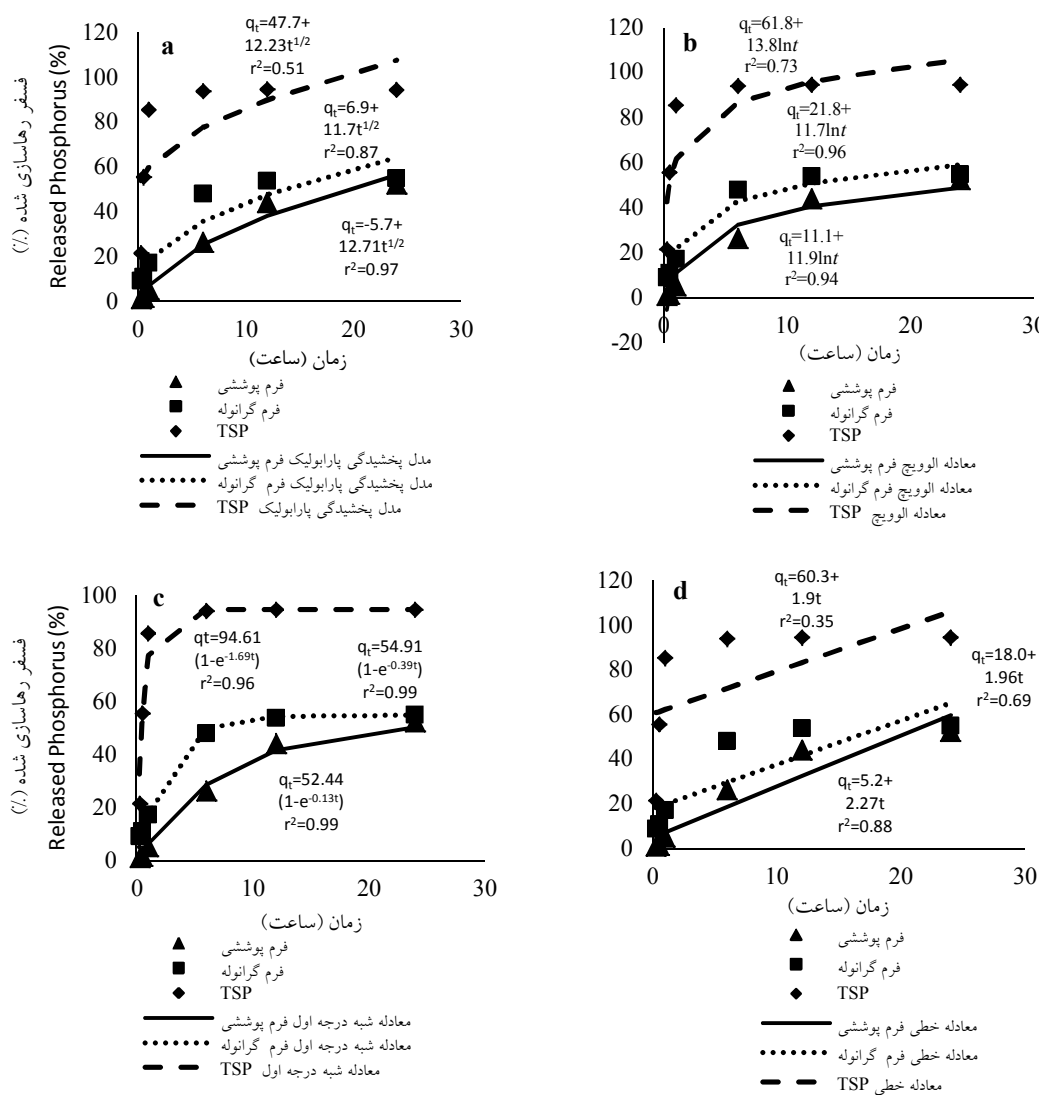 فسفر رهاسازی شده (٪)
Released Phosphorus (%)
a
120
100
80
60
40
20
0
0
10
20
30
qt=47.7+
12.23t1/2
r2=0.51
qt=6.9+
11.7t1/2
r2=0.87
qt=-5.7+
12.71t1/2
r2=0.97
زمان (ساعت)
فرم پوششی
فرم گرانوله
TSP
مدل پخشیدگی پارابولیک فرم پوششی
مدل پخشیدگی پارابولیک فرم گرانوله
مدل پخشیدگی پارابولیک TSP
b
120
100
80
60
40
20
0
-20
0
10
20
30
qt=61.8+
13.8lnt
r2=0.73
qt=21.8+
11.7lnt
r2=0.96
qt=11.1+
11.9lnt
r2=0.94
زمان (ساعت)
فرم پوششی
فرم گرانوله
TSP
معادله الوویچ فرم پوششی
معادله الوویچ فرم گرانوله
معادله الوویچ TSP
فسفر رهاسازی شده (٪)
Released Phosphorus (%)
c
100
80
60
40
20
0
0
10
20
30
qt=94.61
(1-e-1.69t)
r2=0.96
qt=54.91
(1-e-0.39t)
r2=0.99
qt=52.44
(1-e-0.13t)
r2=0.99
زمان (ساعت)
فرم پوششی
فرم گرانوله
TSP
معادله شبه درجه اول فرم پوششی
معادله شبه درجه اول فرم گرانوله
معادله شبه درجه اول TSP
d
120
100
80
60
40
20
0
0
10
20
30
qt=60.3+
1.9t
r2=0.35
qt=18.0+
1.96t
r2=0.69
qt=5.2+
2.27t
r2=0.88
زمان (ساعت)
فرم پوششی
فرم گرانوله
TSP
معادله خطی فرم پوششی
معادله خطی فرم گرانوله
معادله خطی TSP